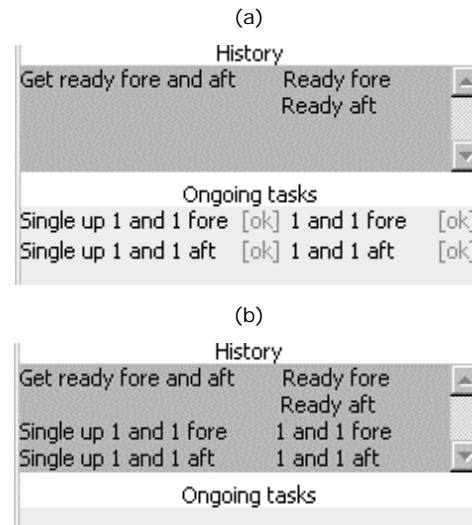 (a)
History
Get ready fore and aft Ready fore
Ready aft
Ongoing tasks
Single up 1 and 1 fore [ok] 1 and 1 fore [ok]
Single up 1 and 1 aft [ok] 1 and 1 aft [ok]
(b)
History
Get ready fore and aft Ready fore
Ready aft
Single up 1 and 1 fore 1 and 1 fore
Single up 1 and 1 aft 1 and 1 aft
Ongoing tasks